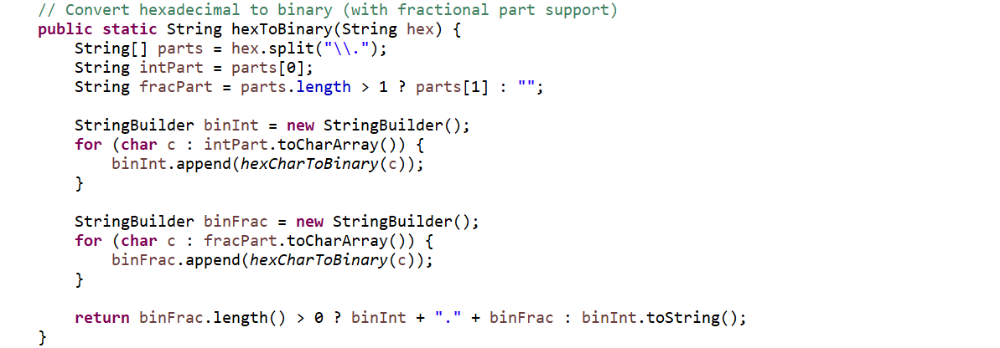 // Convert hexadecimal to binary (with fractional part support)
public static String hexToBinary(String hex) {
    String[] parts = hex.split("\\.");
    String intPart = parts[0];
    String fracPart = parts.length > 1 ? parts[1] : "";

    StringBuilder binInt = new StringBuilder();
    for (char c : intPart.toCharArray()) {
        binInt.append(hexCharToBinary(c));
    }

    StringBuilder binFrac = new StringBuilder();
    for (char c : fracPart.toCharArray()) {
        binFrac.append(hexCharToBinary(c));
    }

    return binFrac.length() > 0 ? binInt + "." + binFrac : binInt.toString();
}